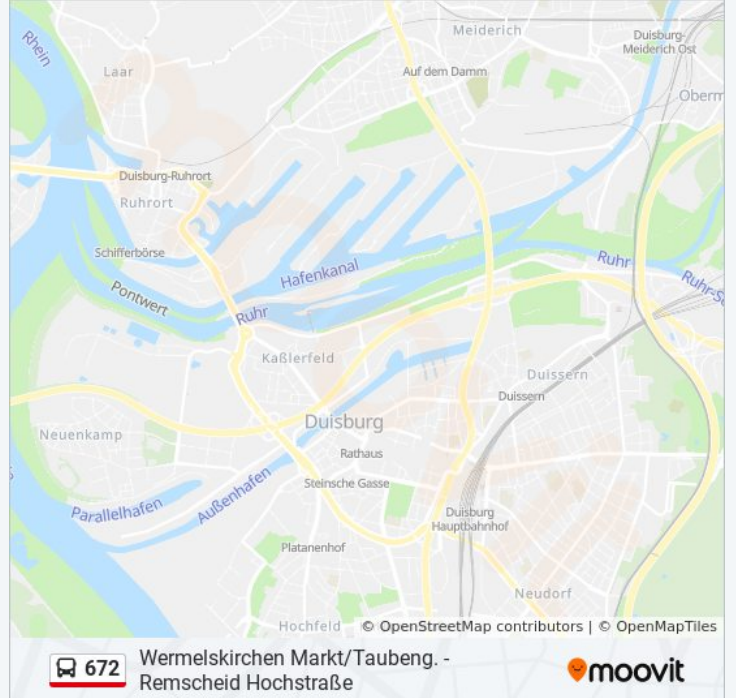 Rhein
Meiderich
Duisburg-
Meiderich Ost
Laar
Auf dem Damm
Oberm
Duisburg-Ruhrort
Ruhrort
Schifferbörse
Hafenkanal
Ruhr
Ruhr-S
Pontwert
Ruhr
Kaßlerfeld
Duissern
Duissern
Duisburg
Neuenkamp
Rathaus
Steinsche Gasse
Außenhafen
Parallelhafen
Duisburg
Hauptbahnhof
Platanenhof
Neudorf
Hochfeld
© OpenStreetMap contributors | © OpenMapTiles
672
Wermelskirchen Markt/Taubeng. -
Remscheid Hochstraße
moovit